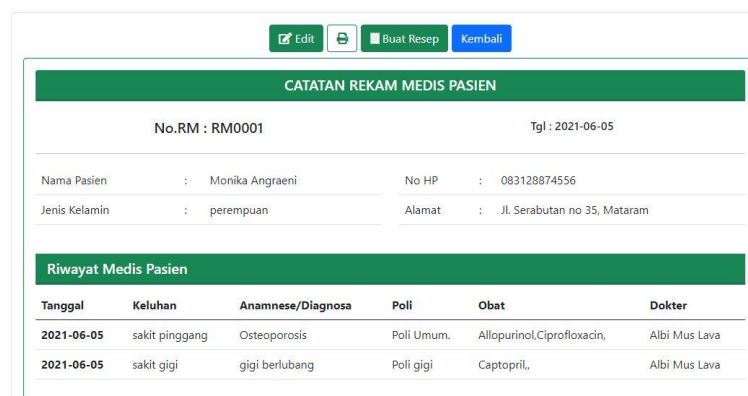 Edit Buat Resep Kembali
CATATAN REKAM MEDIS PASIEN
No.RM : RM0001 Tgl : 2021-06-05
Nama Pasien : Monika Angraeni No HP : 083128874556
Jenis Kelamin : perempuan Alamat : Jl. Serabutan no 35, Mataram
Riwayat Medis Pasien
Tanggal Keluhan Anamnese/Diagnosa Poli Obat Dokter
2021-06-05 sakit pinggang Osteoporosis Poli Umum. Allopurinol,Ciprofloxacin, Albi Mus Lava
2021-06-05 sakit gigi gigi berlubang Poli gigi Captopril,, Albi Mus Lava